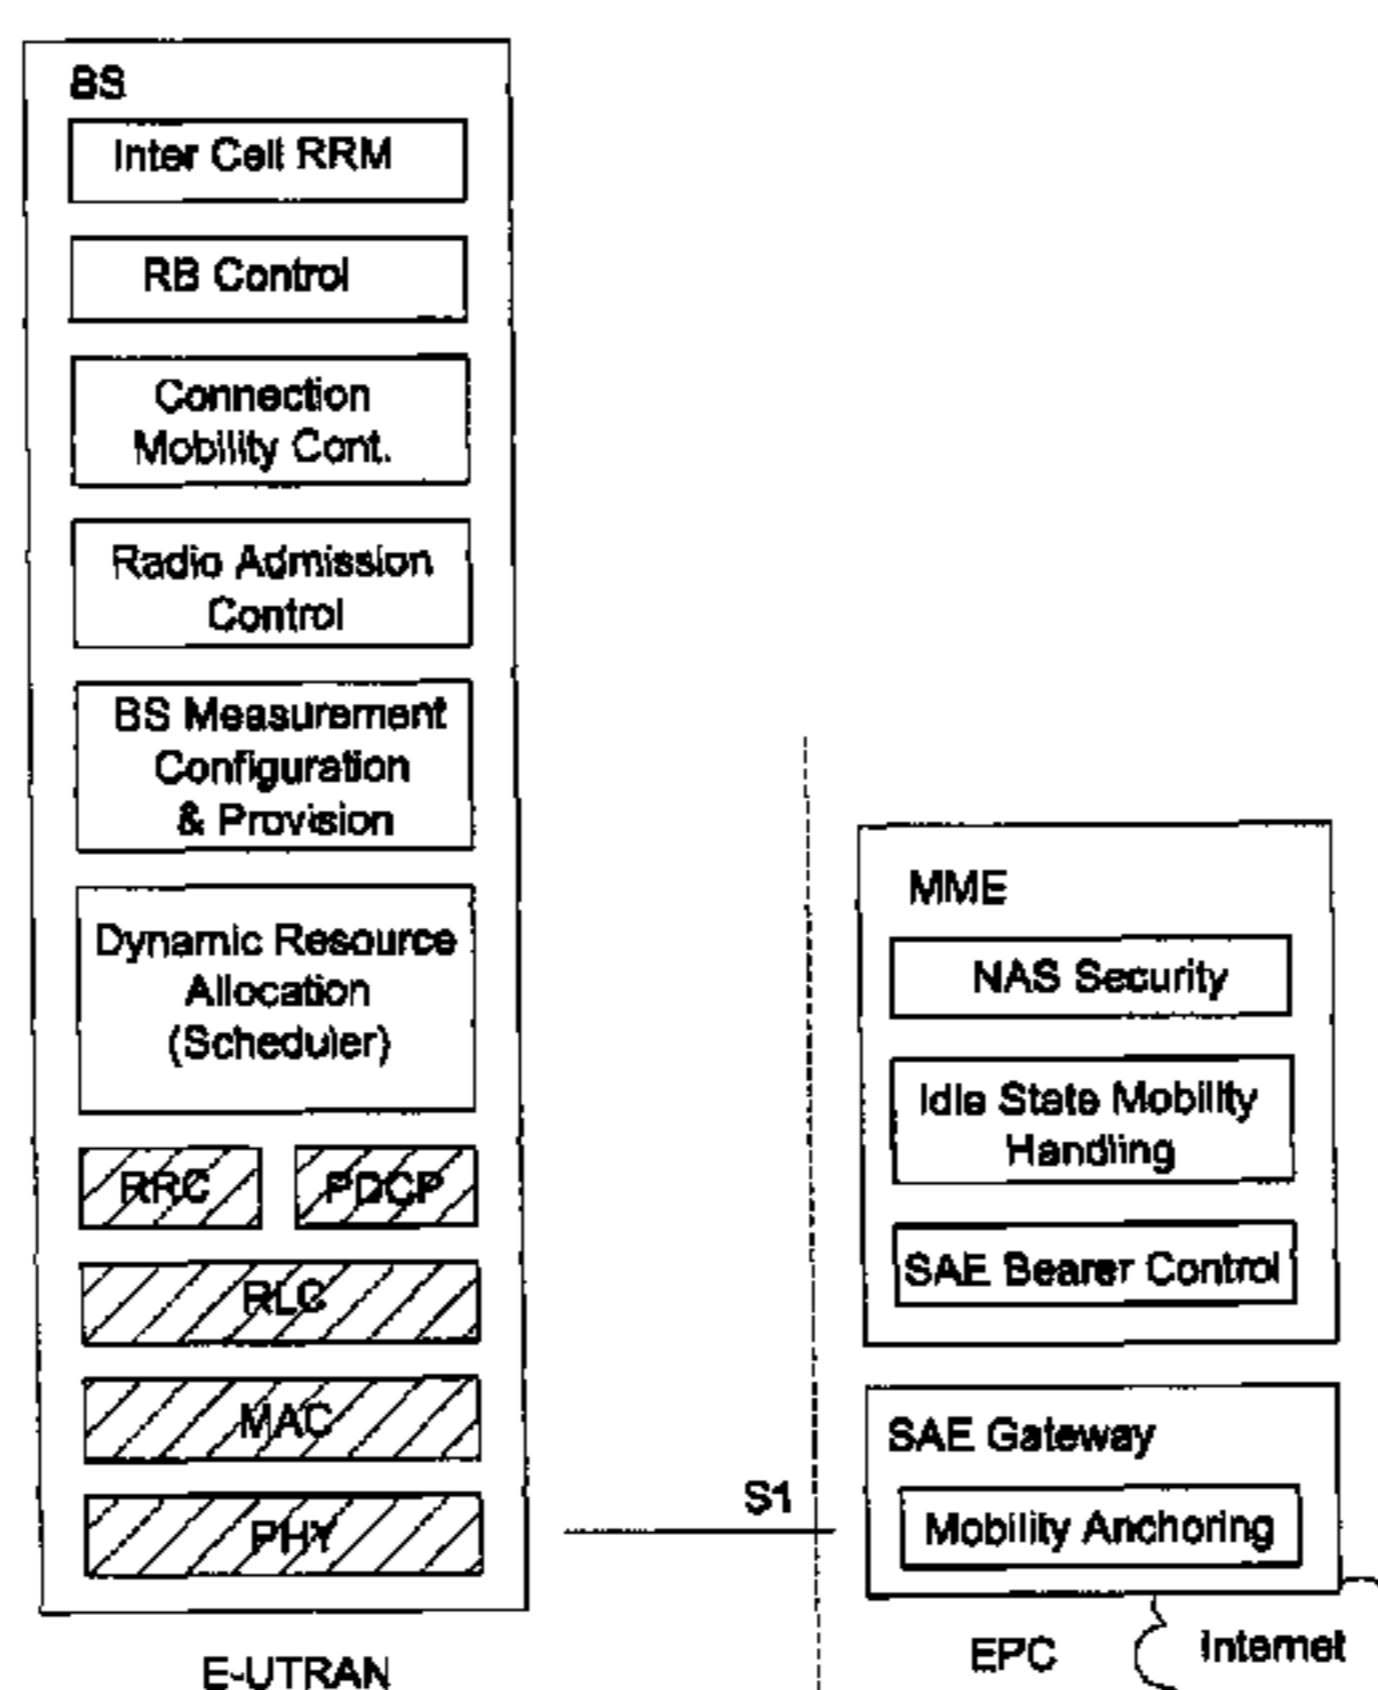 BS
Inter Cell RRM
RB Control
Connection
Mobility Cont.
Radio Admission
Control
BS Measurement
Configuration
& Provision
Dynamic Resource
Allocation
(Scheduler)
RRC PDCP
RLC
MAC
PHY
E-UTRAN
S1
MME
NAS Security
Idle State Mobility
Handling
SAE Bearer Control
SAE Gateway
Mobility Anchoring
EPC
Internet